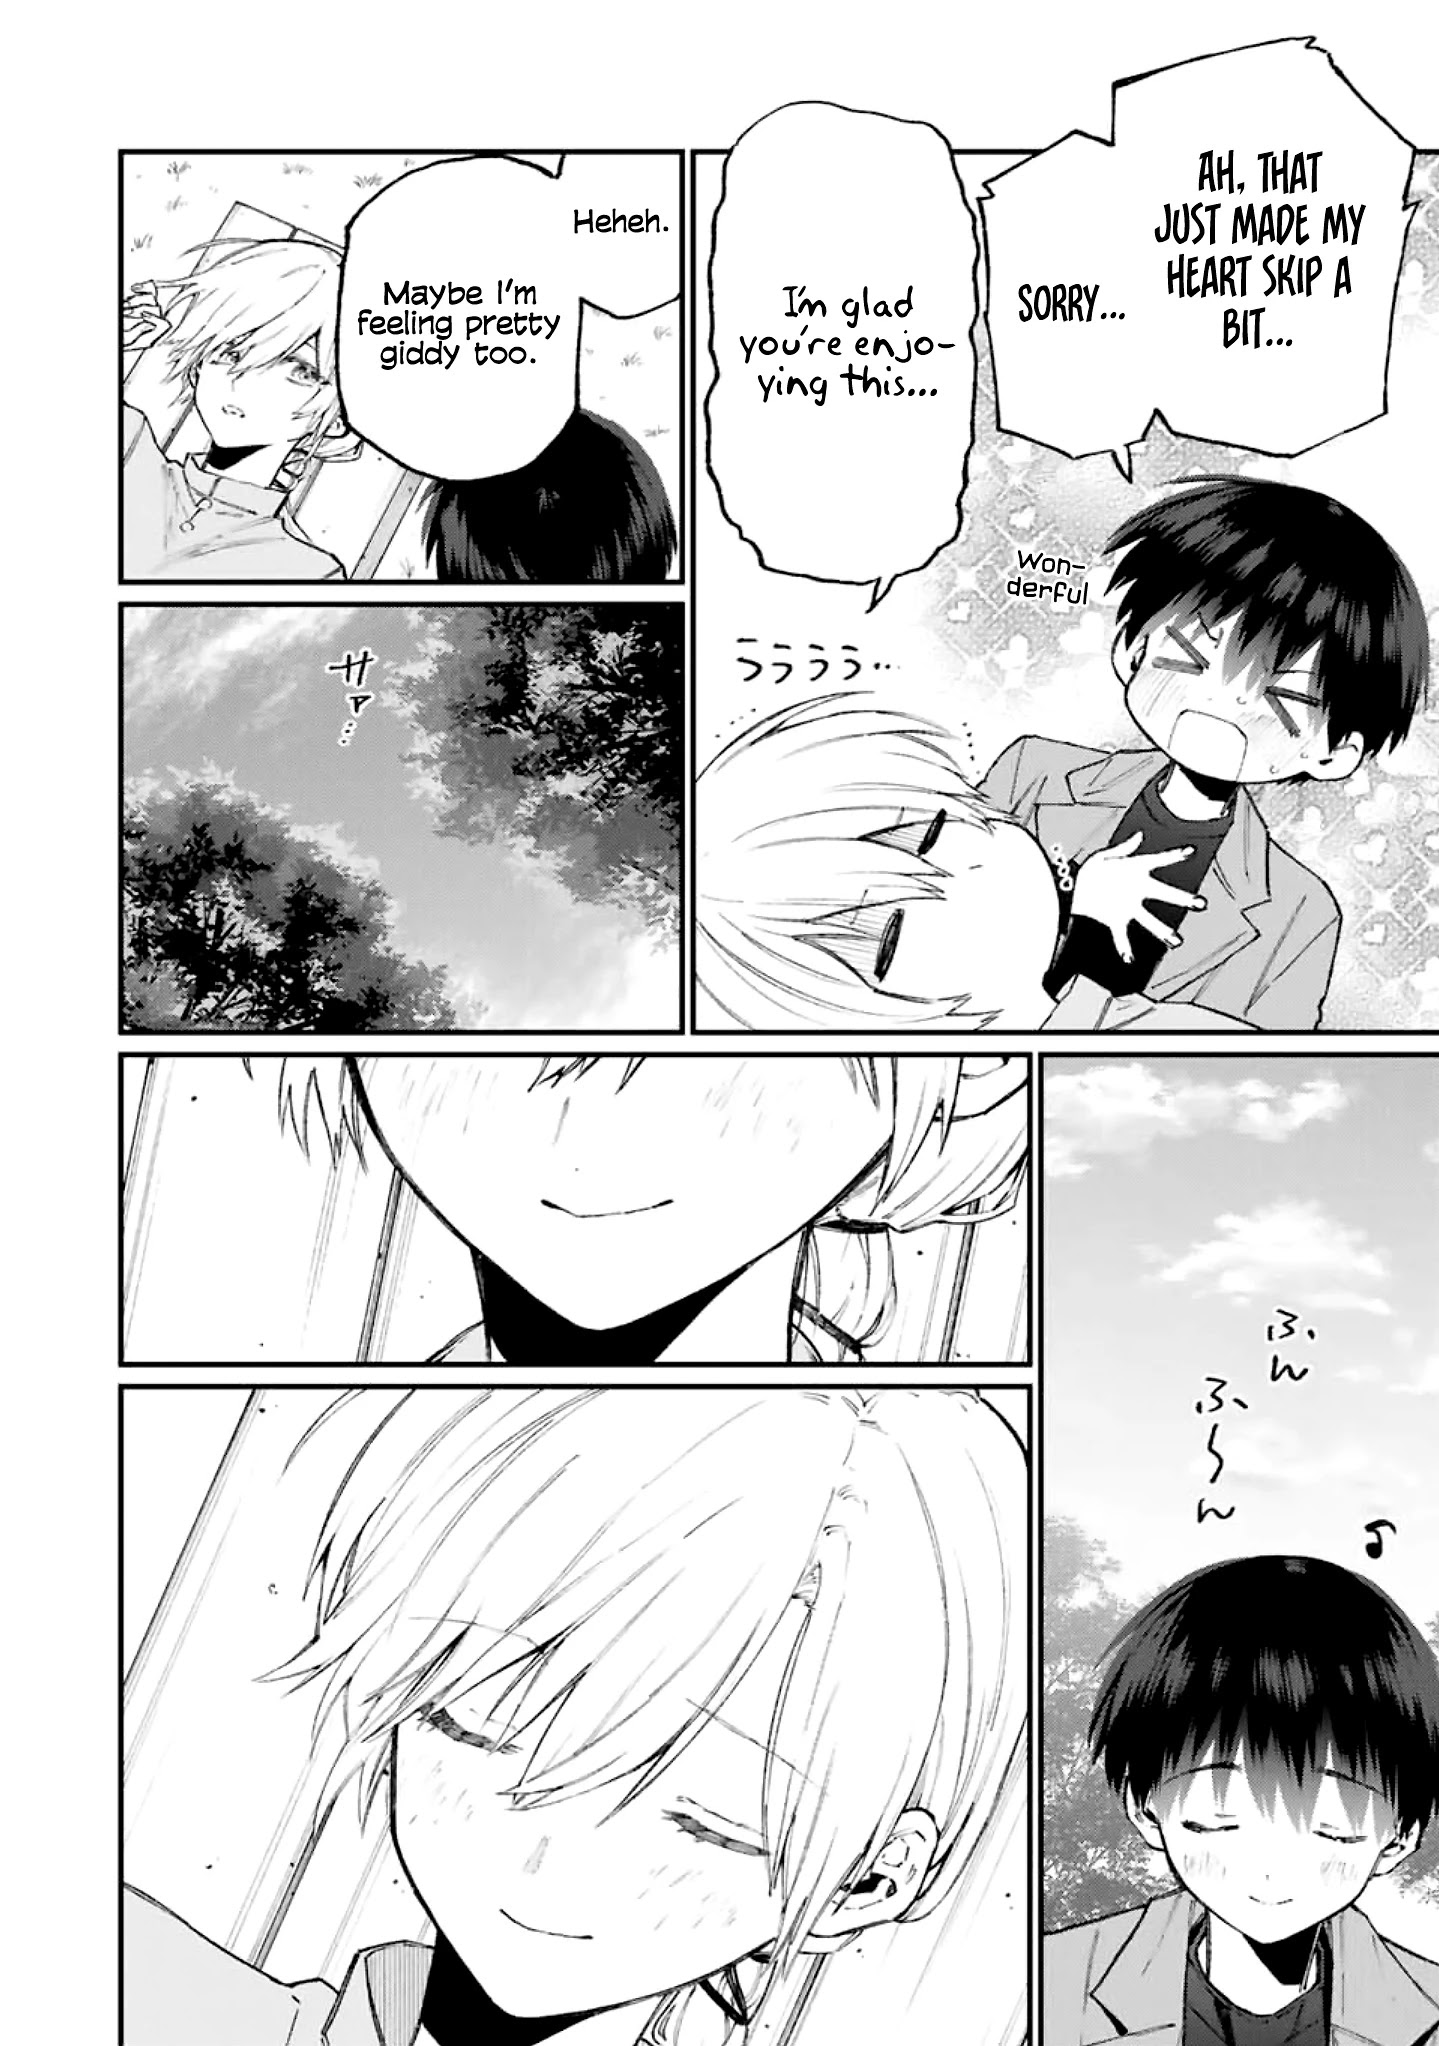 AH, THAT
JUST MADE MY
HEART SKIP A
BIT...
SORRY...
Won-
derful
I'm glad
you're enjo-
ying this...
うううう…
Heheh.
Maybe I'm
feeling pretty
giddy too.
サァ…
ふん
ふ〜ん
♪